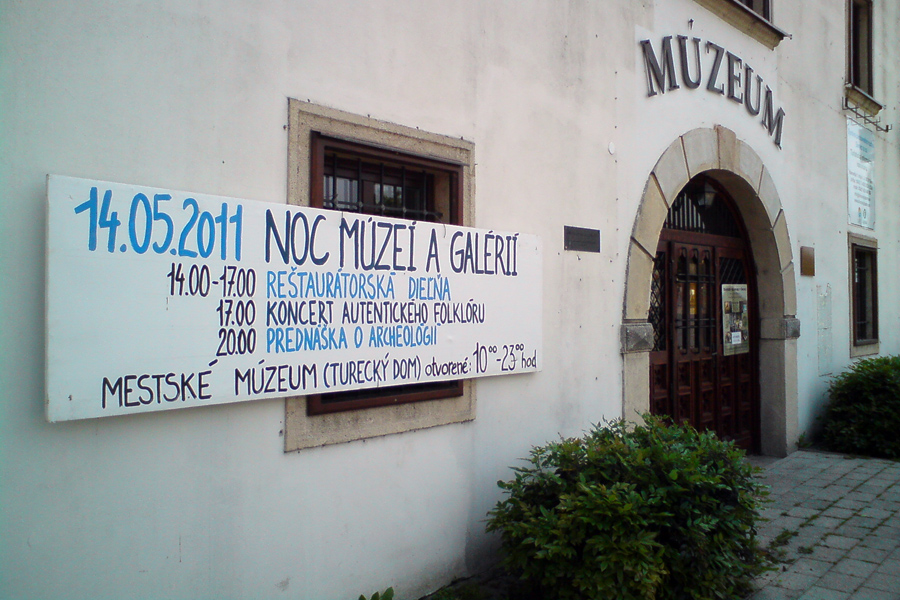 MÚZEUM
14.05.2011 NOC MÚZEÍ A GALÉRIÍ
14.00-17.00 REŠTAURÁTORSKÁ DIEĽŇA
17.00 KONCERT AUTENTICKÉHO FOLKLÓRU
20.00 PREDNÁŠKA O ARCHEOLÓGII
MESTSKÉ MÚZEUM (TURECKÝ DOM) otvorené: 10⁰⁰-23⁰⁰ hod